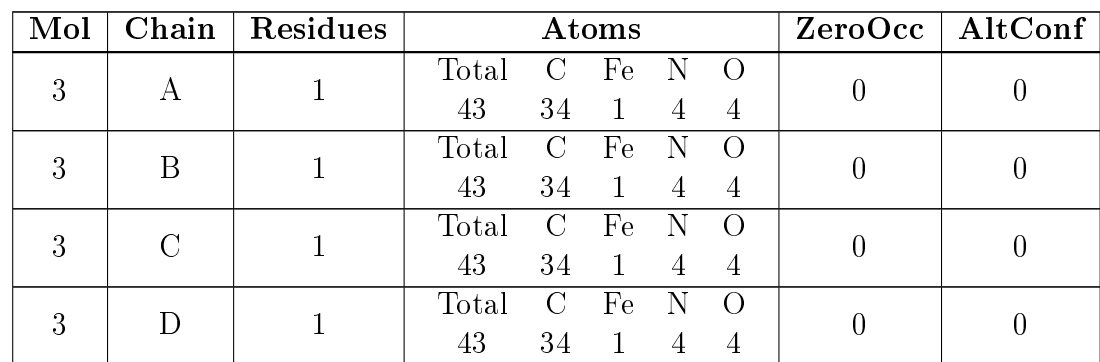 Mol Chain Residues Atoms ZeroOcc AltConf
3 A 1 Total C Fe N O 0 0
43 34 1 4 4
3 B 1 Total C Fe N O 0 0
43 34 1 4 4
3 C 1 Total C Fe N O 0 0
43 34 1 4 4
3 D 1 Total C Fe N O 0 0
43 34 1 4 4